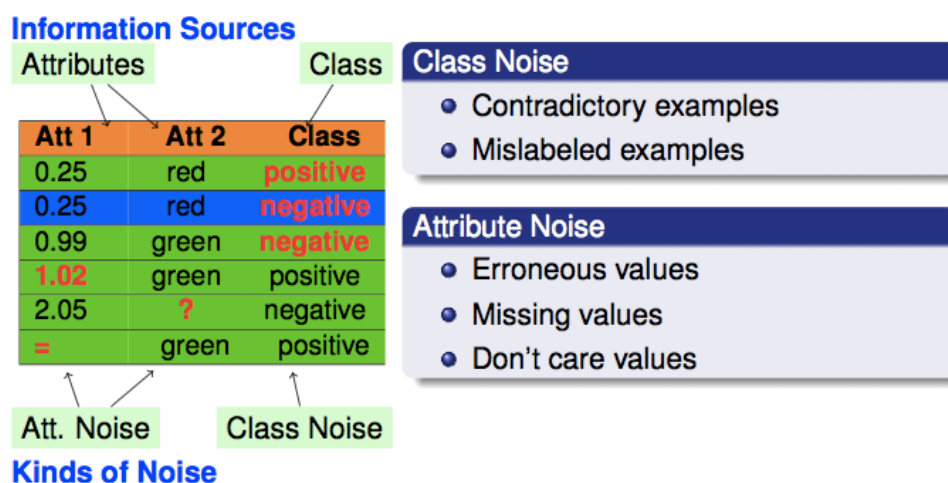 Information Sources
Attributes Class
Att 1 Att 2 Class
0.25 red positive
0.25 red negative
0.99 green negative
1.02 green positive
2.05 ? negative
= green positive
Att. Noise Class Noise
Kinds of Noise
Class Noise
Contradictory examples
Mislabeled examples
Attribute Noise
Erroneous values
Missing values
Don't care values